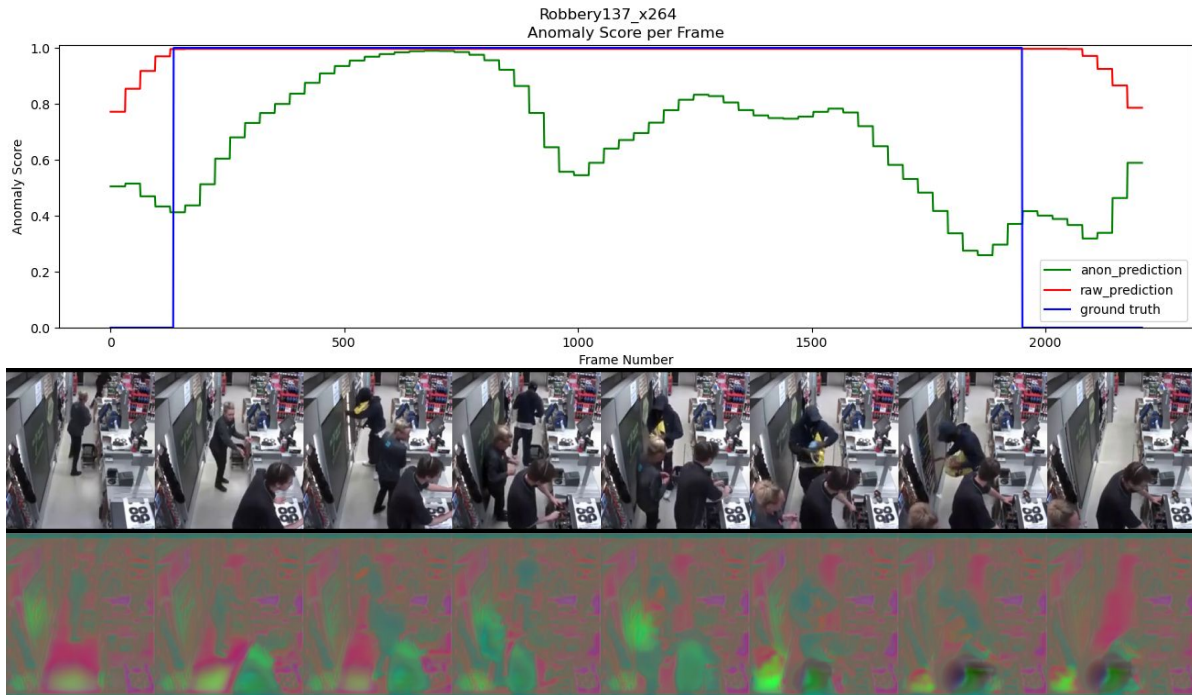 Robbery137_x264
Anomaly Score per Frame
1.0
0.8
0.6
0.4
0.2
0.0
Anomaly Score
0
500
1000
1500
2000
Frame Number
anon_prediction
raw_prediction
ground truth